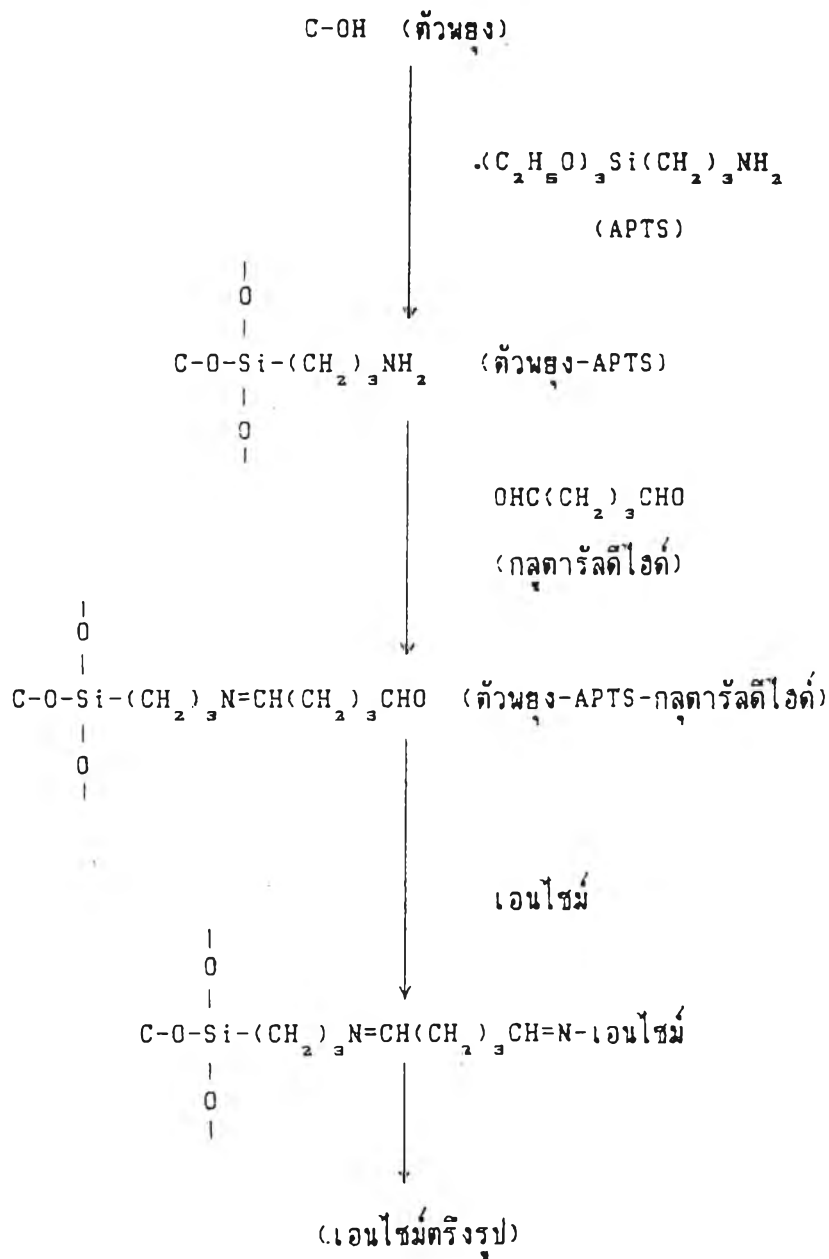 C-OH (ตัวพยุง)
.(C₂H₅O)₃Si(CH₂)₃NH₂
(APTS)
|
O
|
C-O-Si-(CH₂)₃NH₂ (ตัวพยุง-APTS)
|
O
|
OHC(CH₂)₃CHO
(กลูตารัลดีไฮด์)
|
O
|
C-O-Si-(CH₂)₃N=CH(CH₂)₃CHO (ตัวพยุง-APTS-กลูตารัลดีไฮด์)
|
O
|
เอนไซม์
|
O
|
C-O-Si-(CH₂)₃N=CH(CH₂)₃CH=N-เอนไซม์
|
O
|
(เอนไซม์ตรึงรูป)